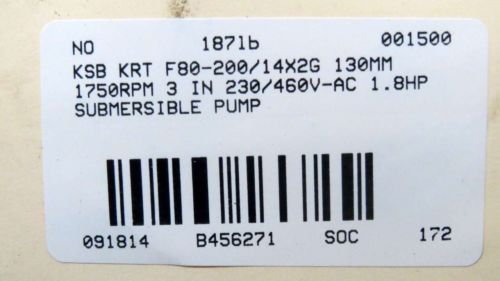 NO 187lb 001500
KSB KRT F80-200/14X2G 130MM
1750RPM 3 IN 230/460V-AC 1.8HP
SUBMERSIBLE PUMP
091814 B456271 SOC 172